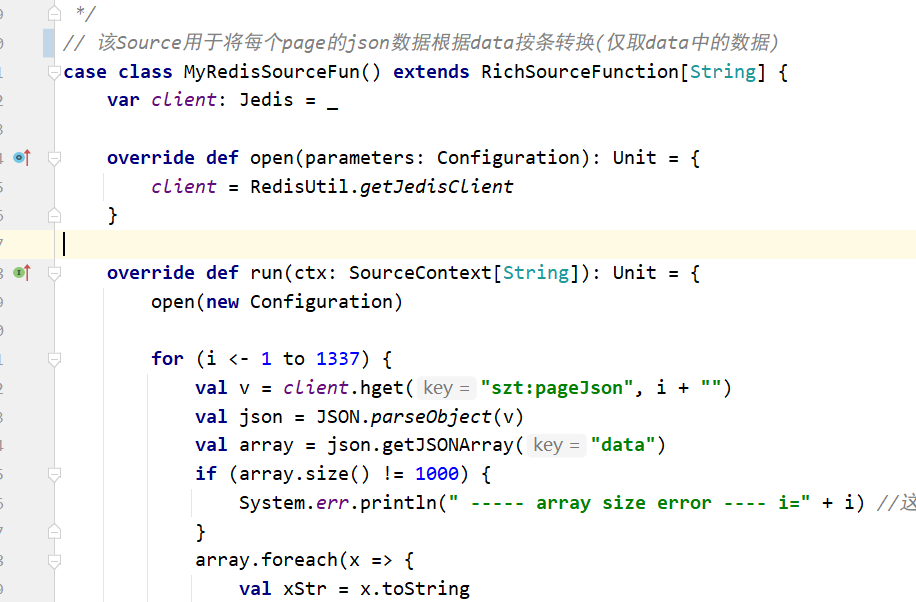 */
// 该Source用于将每个page的json数据根据data按条转换(仅取data中的数据)
case class MyRedisSourceFun() extends RichSourceFunction[String] {
var client: Jedis = _
override def open(parameters: Configuration): Unit = {
client = RedisUtil.getJedisClient
}
override def run(ctx: SourceContext[String]): Unit = {
open(new Configuration)
for (i <- 1 to 1337) {
val v = client.hget( key = "szt:pageJson", i + "")
val json = JSON.parseObject(v)
val array = json.getJSONArray( key = "data")
if (array.size() != 1000) {
System.err.println(" ----- array size error ---- i=" + i) //这
}
array.foreach(x => {
val xStr = x.toString